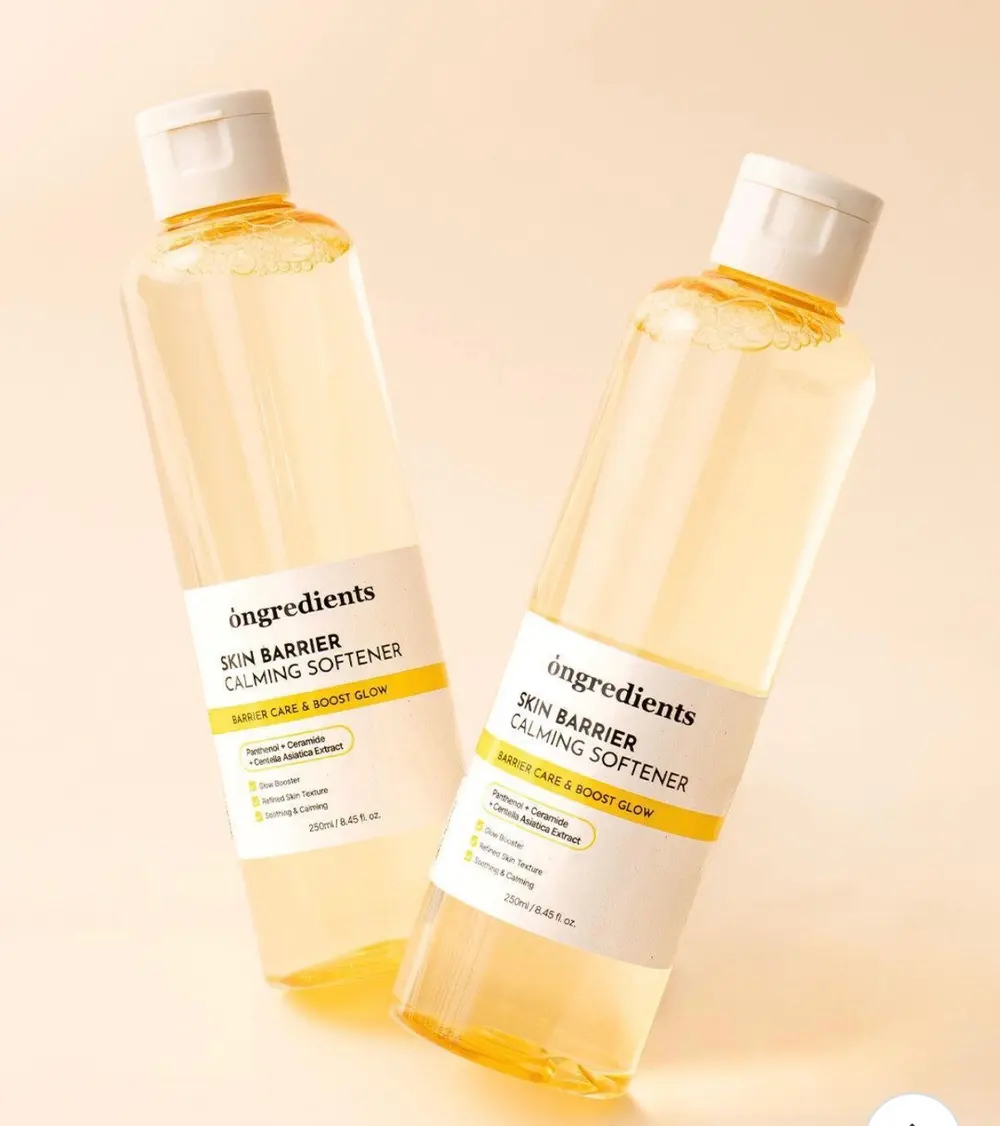 óngredients
SKIN BARRIER
CALMING SOFTENER
BARRIER CARE & BOOST GLOW
Panthenol + Ceramide
+ Centella Asiatica Extract
Glow Booster
Refined Skin Texture
Soothing & Calming
250ml / 8.45 fl. oz.
óngredients
SKIN BARRIER
CALMING SOFTENER
BARRIER CARE & BOOST GLOW
Panthenol + Ceramide
+ Centella Asiatica Extract
Glow Booster
Refined Skin Texture
Soothing & Calming
250ml / 8.45 fl. oz.